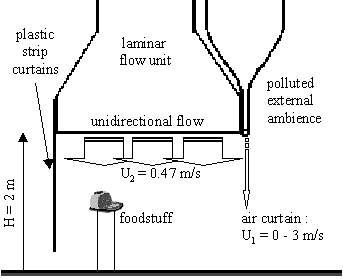 plastic
strip
curtains
laminar
flow unit
polluted
external
ambience
unidirectional flow
U₂ = 0.47 m/s
H = 2 m
foodstuff
air curtain :
U₁ = 0 - 3 m/s